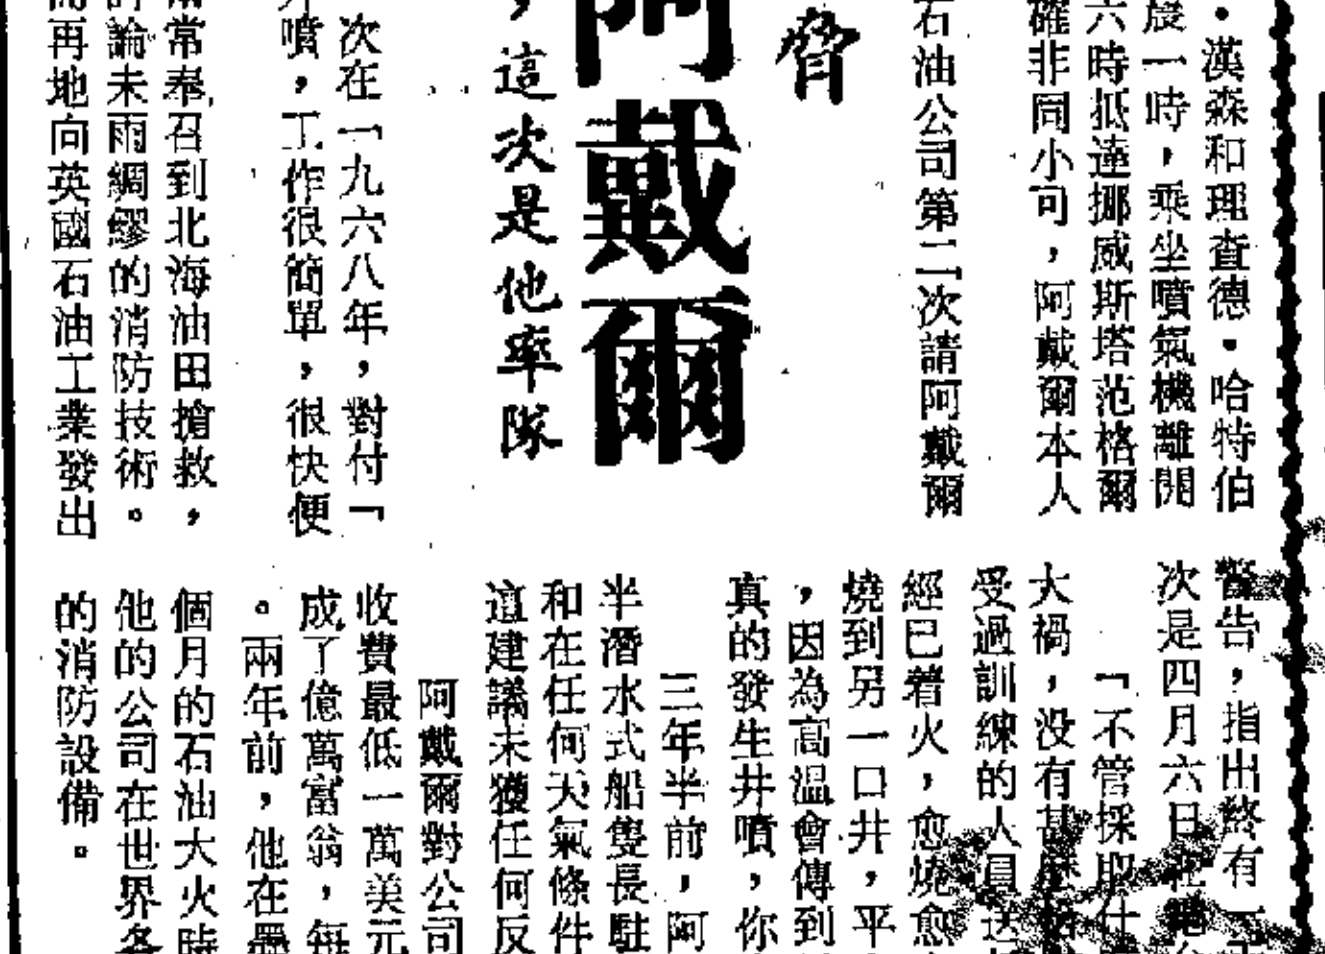 ・漢森和理查德・哈特伯
晨一時，乘坐噴氣機離開
六時抵達挪威斯塔范格爾
確非同小可，阿戴爾本人
石油公司第二次請阿戴爾
脅
阿戴爾
，這次是他率隊
次在一九六八年，對付「
井噴，工作很簡單，很快便
常奉召到北海油田搶救，
評論未雨綢繆的消防技術。
而再地向英國石油工業發出
警告，指出終有一
次是四月六日在
「不管採取什
大禍，没有甚麼
受過訓練的人員送
經已着火，愈燒愈
燒到另一口井，平
，因為高溫會傳到
真的發生井噴，你
三年半前，阿
半潛水式船隻長駐
和在任何天氣條件
這建議未獲任何反
阿戴爾對公司
收費最低一萬美元
成了億萬富翁，每
。兩年前，他在墨
個月的石油大火時
他的公司在世界各
的消防設備。